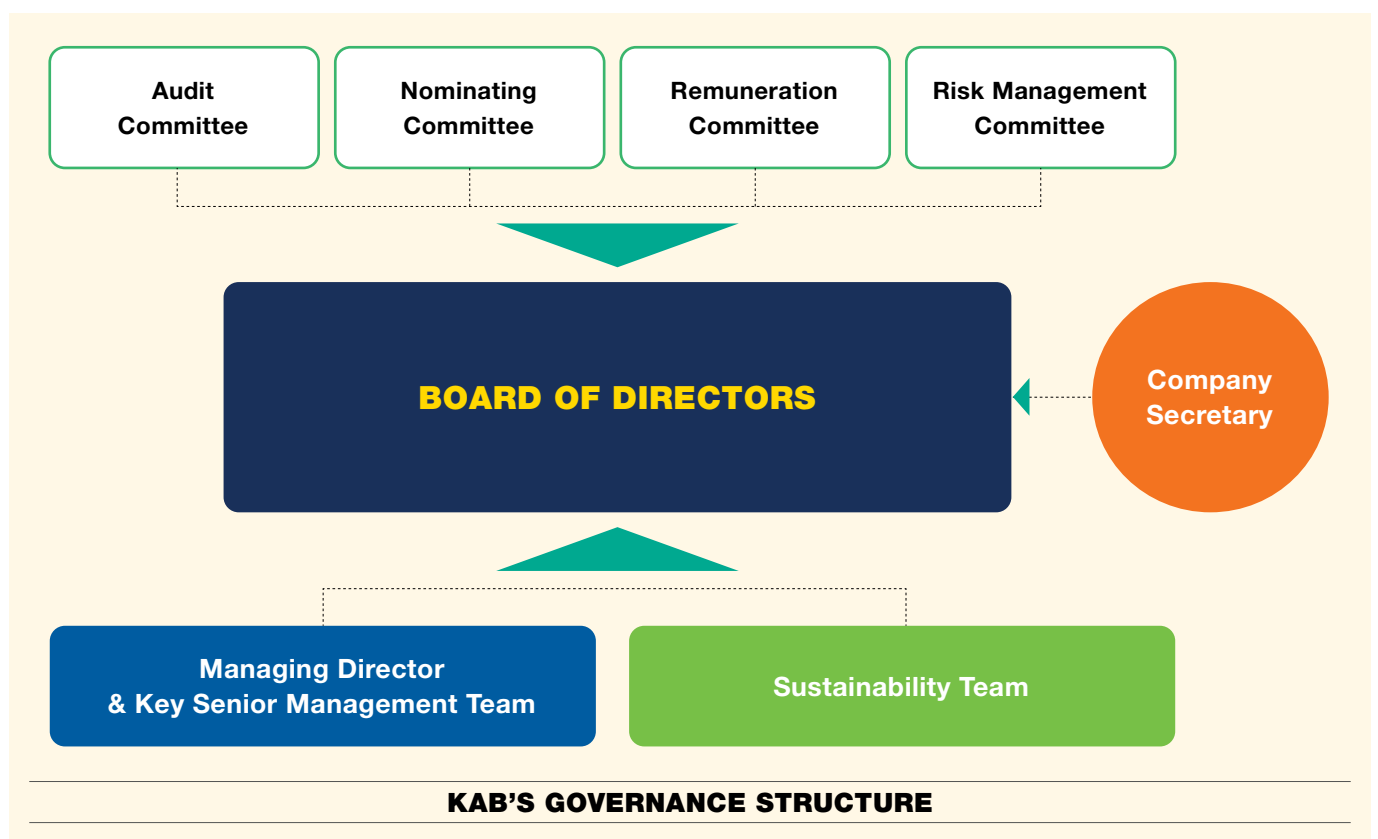 Audit
Committee
Nominating
Committee
Remuneration
Committee
Risk Management
Committee
BOARD OF DIRECTORS
Company
Secretary
Managing Director
& Key Senior Management Team
Sustainability Team
KAB'S GOVERNANCE STRUCTURE